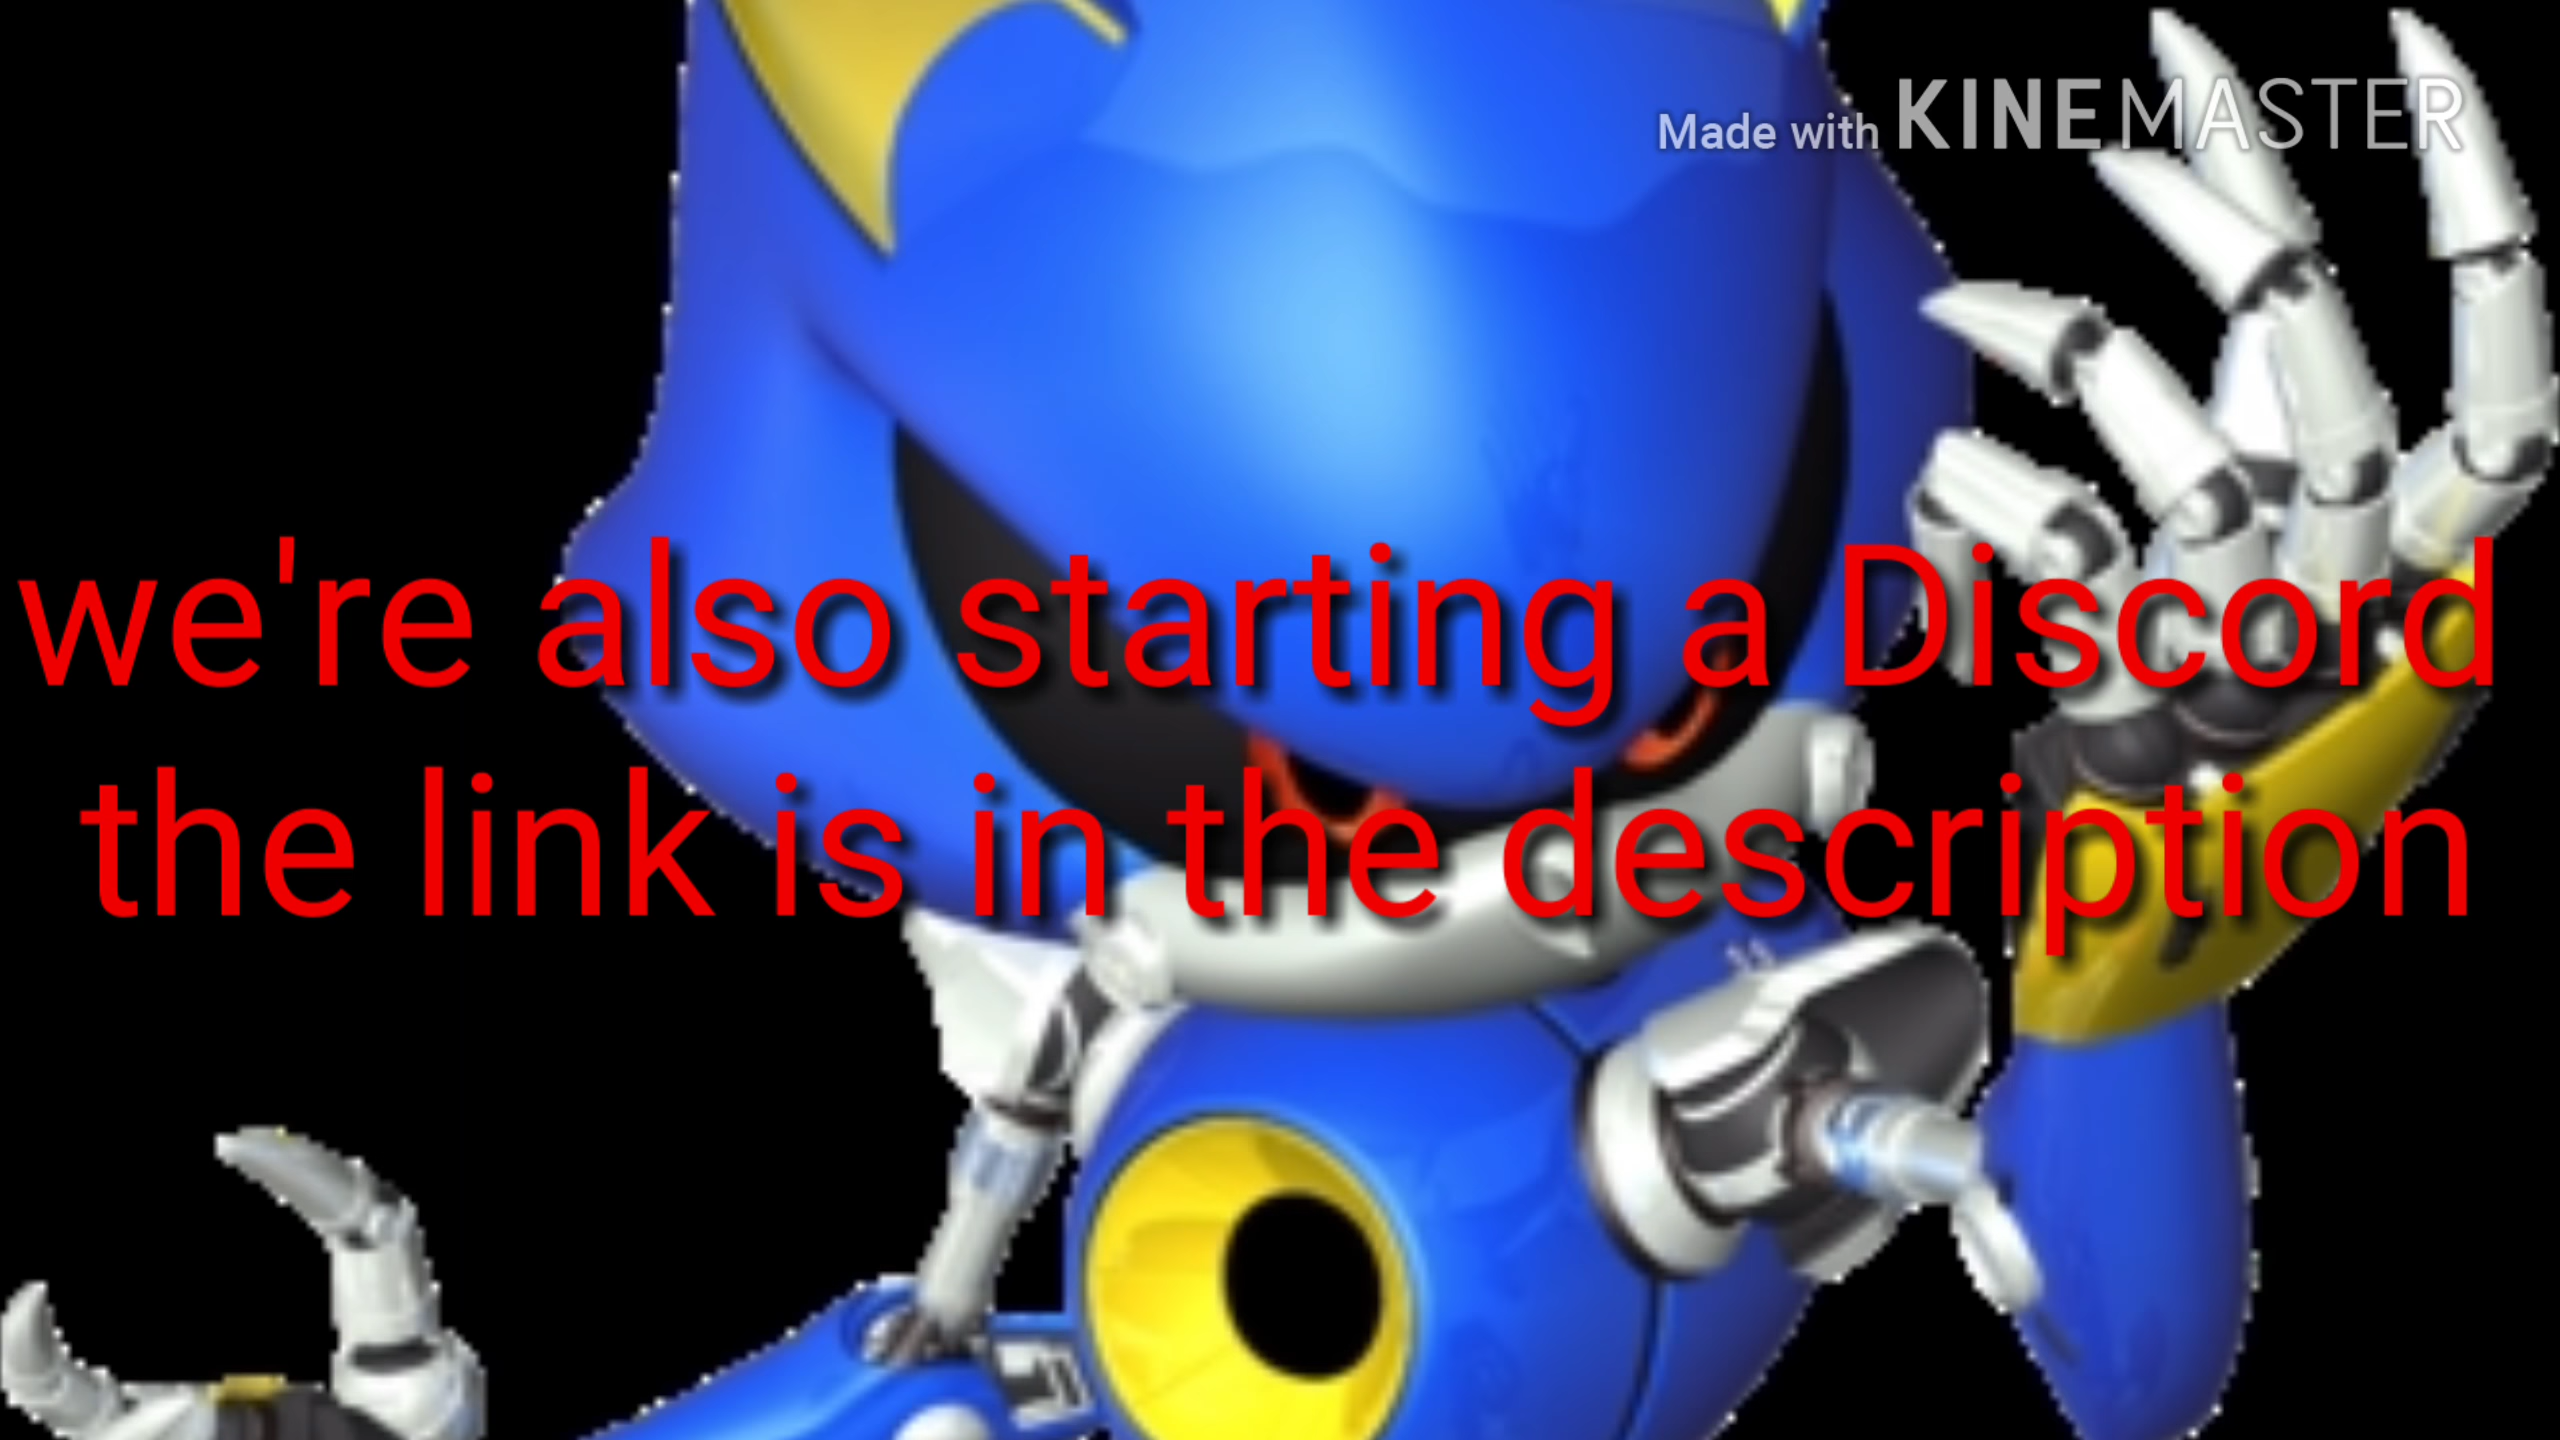 Made with KINEMASTER
we're also starting a Discord
the link is in the description